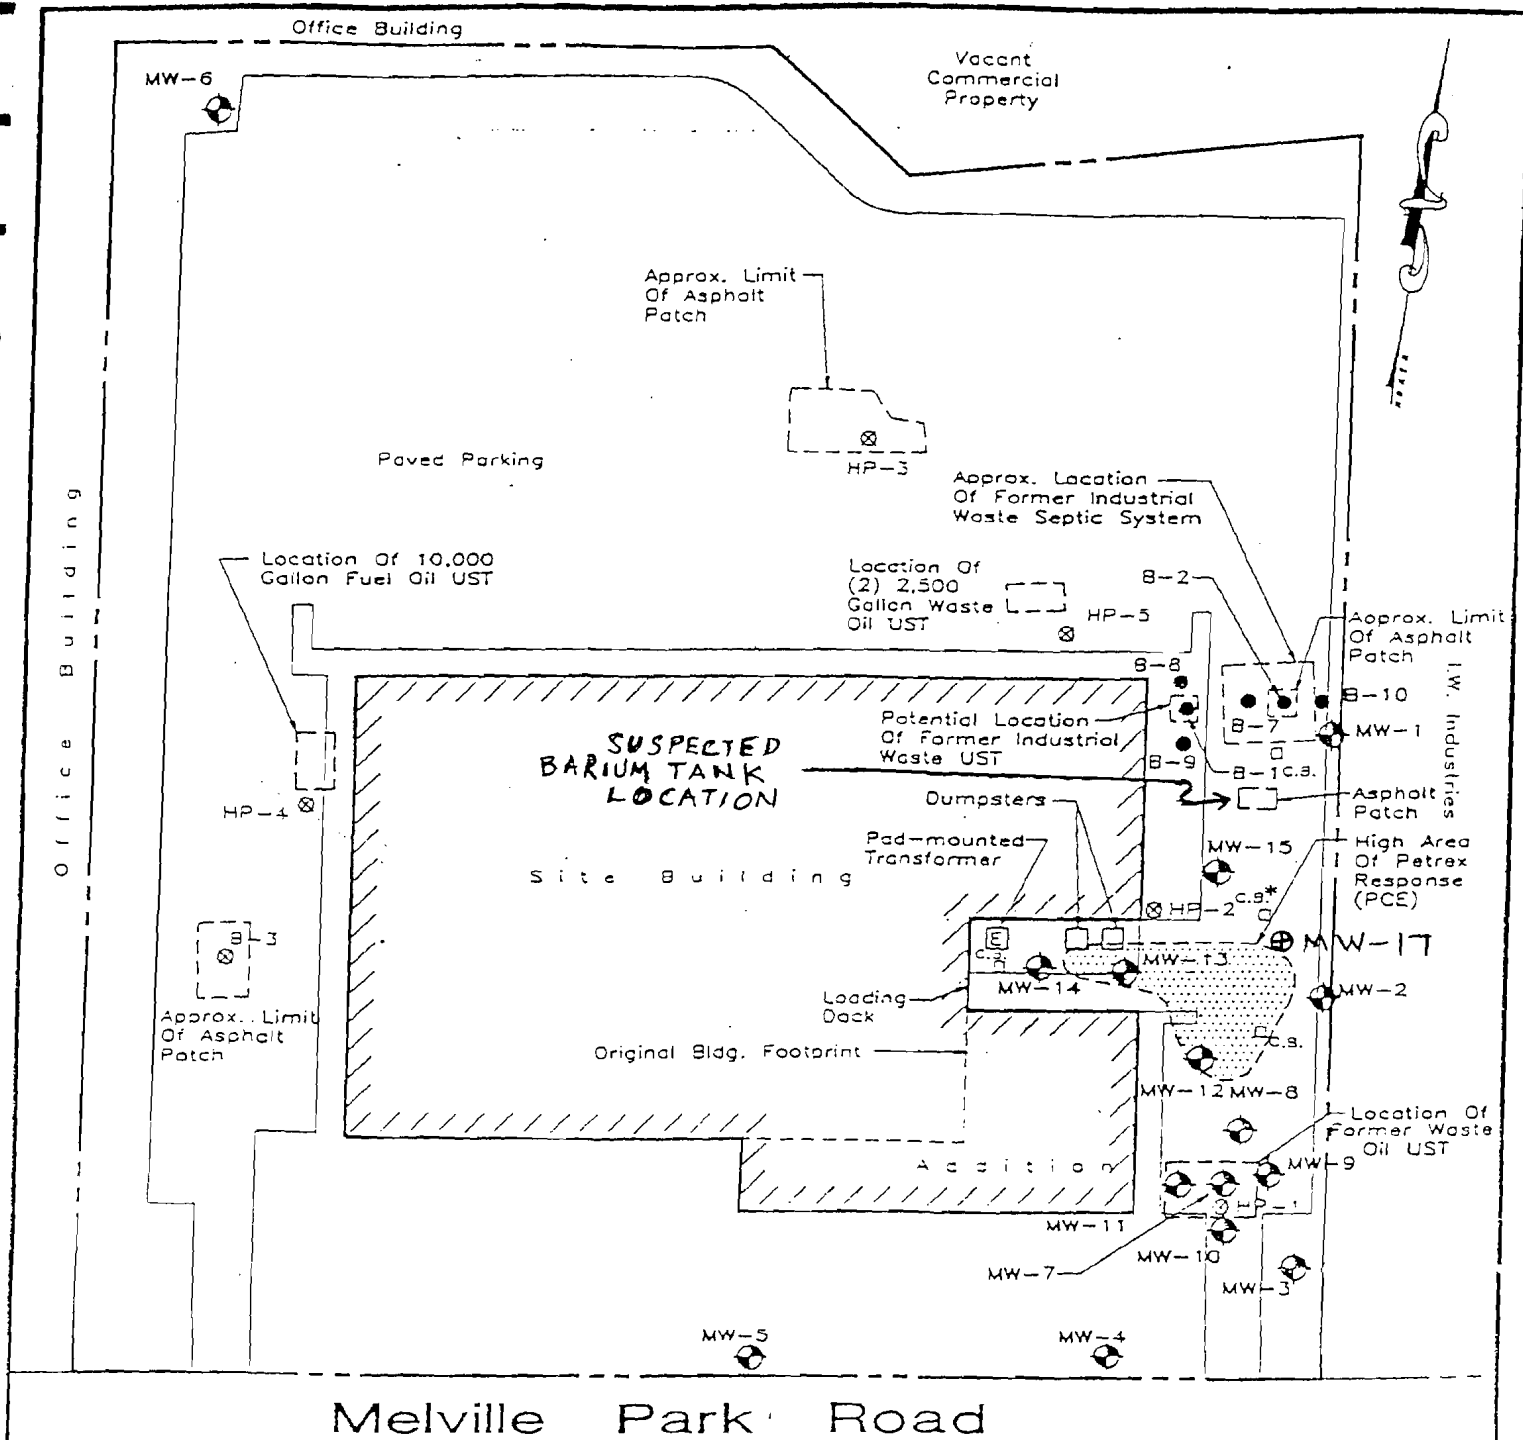 Office Building
Vacant
Commercial
Property
MW-6
Approx. Limit
Of Asphalt
Patch
HP-3
Paved Parking
Office Building
Approx. Location
Of Former Industrial
Waste Septic System
Location Of 10,000
Gallon Fuel Oil UST
Location Of
(2) 2,500
Gallon Waste
Oil UST
HP-5
B-2
Approx. Limit
Of Asphalt
Patch
I.W. Industries
B-8
B-10
B-7
MW-1
Potential Location
Of Former Industrial
Waste UST
B-9
B-1
C.B.
SUSPECTED
BARIUM TANK
LOCATION
HP-4
Dumpsters
Asphalt
Patch
Pad-mounted
Transformer
MW-15
High Area
Of Petrex
Response
(PCE)
Site Building
HP-2
C.B.*
B-3
E
C.B.
MW-17
MW-13
MW-14
MW-2
Loading
Dock
Approx. Limit
Of Asphalt
Patch
Original Bldg. Footprint
C.B.
MW-12
MW-8
Location Of
Former Waste
Oil UST
Addition
MW-9
HP-1
MW-11
MW-10
MW-7
MW-3
MW-5
MW-4
Melville Park Road